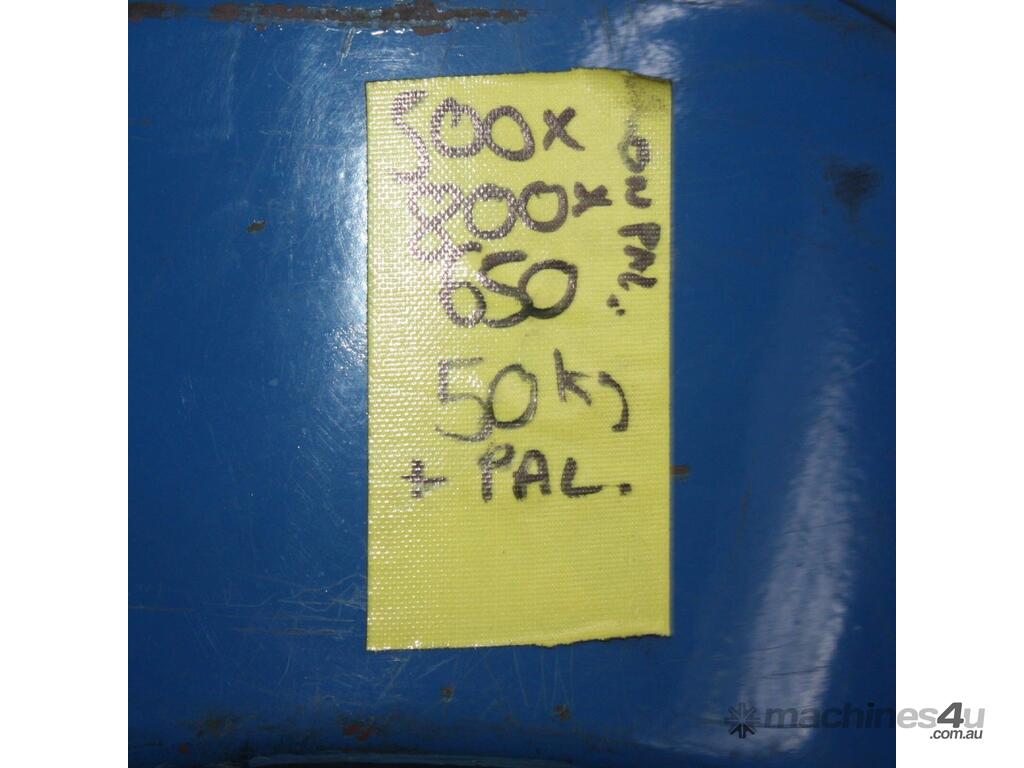 500x
800x
650
50kg
+ PAL.
ON PAL.
machines4u
.com.au